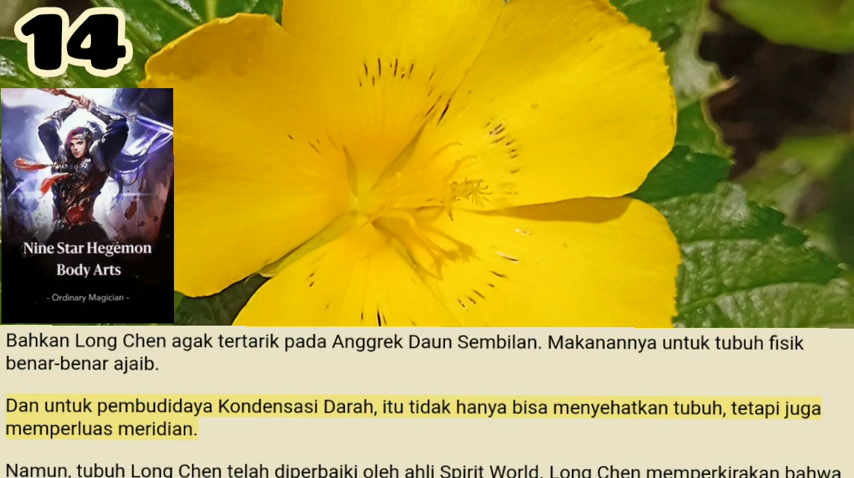 14
Nine Star Hegemon
Body Arts
- Ordinary Magician -
Bahkan Long Chen agak tertarik pada Anggrek Daun Sembilan. Makanannya untuk tubuh fisik
benar-benar ajaib.
Dan untuk pembudidaya Kondensasi Darah, itu tidak hanya bisa menyehatkan tubuh, tetapi juga
memperluas meridian.
Namun, tubuh Long Chen telah diperbaiki oleh ahli Spirit World. Long Chen memperkirakan bahwa